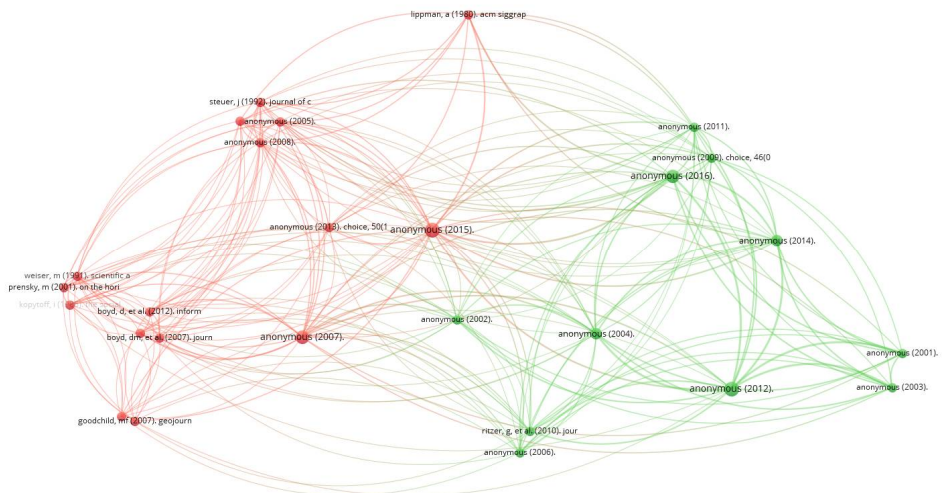 lippman, a (1980). acm siggrap
steuer, j (1992). journal of c
anonymous (2005).
anonymous (2011).
anonymous (2008).
anonymous (2009). choice, 46(0
anonymous (2016).
anonymous (2013). choice, 50(1
anonymous (2015).
anonymous (2014).
weiser, m (1991). scientific a
prensky, m (2001). on the hori
kopytoff, i
boyd, d, et al. (2012). inform
anonymous (2002).
boyd, dm, et al. (2007). journ
anonymous (2007).
anonymous (2004).
anonymous (2001).
anonymous (2012).
anonymous (2003).
goodchild, mf (2007). geojourn
ritzer, g, et al. (2010). jour
anonymous (2006).